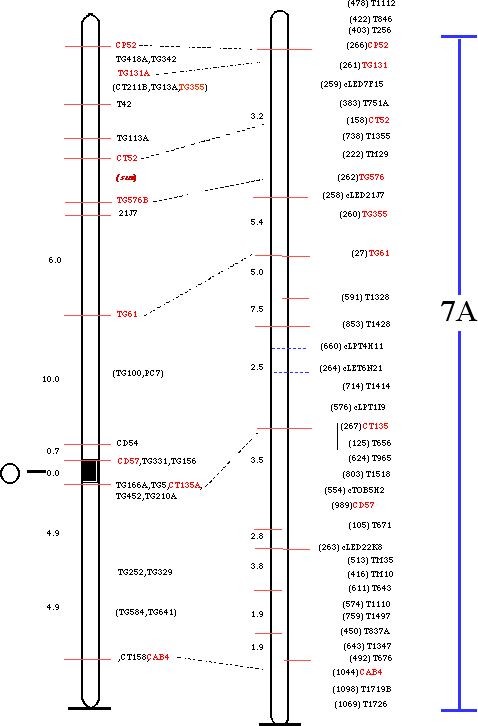 (478) T1112
(422) T846
(403) T256
CP52
(266)CP52
TG418A,TG342
TG131A
(261)TG131
(CT211B,TG13A,TG355)
(259) cLED7F15
T42
(383) T751A
3.2
(158)CT52
TG113A
(738) T1355
CT52
(222) TM29
(sun)
(262)TG576
TG576B
(258) cLED21J7
21J7
(260)TG355
5.4
(27)TG61
6.0
5.0
(591) T1328
7.5
TG61
7A
(853) T1428
(660) cLPT4H11
2.5
(264) cLET6H21
(TG100,PC7)
10.0
(714) T1414
(576) cLPT1I9
(267)CT135
CD54
(125) T656
0.7
CD57,TG331,TG156
3.5
(624) T965
0.0
(803) T1518
TG166A,TG5,CT135A,
(554) cTOB5H2
TG452,TG210A
(989)CD57
(105) T671
4.9
2.8
(263) cLED22K8
(513) TM35
3.8
TG252,TG329
(416) TM10
(611) T643
4.9
(574) T1110
(TG584,TG641)
1.9
(759) T1497
(450) T837A
1.9
(643) T1347
,CT158,CAB4
(492) T676
(1044)CAB4
(1098) T1719B
(1069) T1726